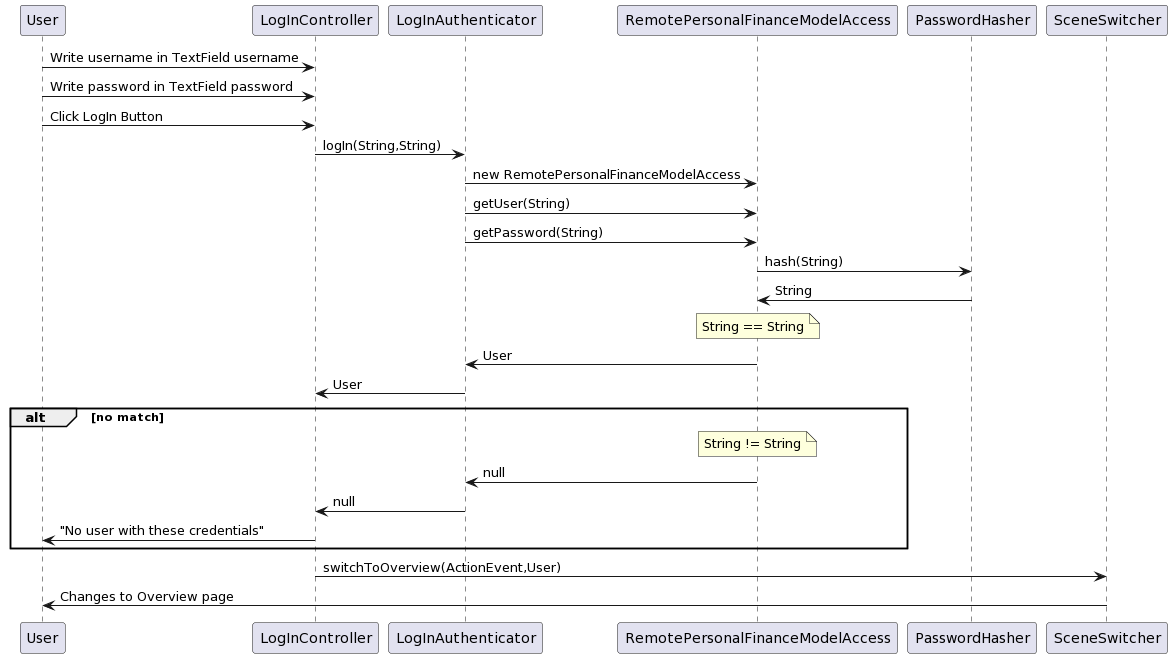 User LogInController LogInAuthenticator RemotePersonalFinanceModelAccess PasswordHasher SceneSwitcher
Write username in TextField username
Write password in TextField password
Click LogIn Button
logIn(String,String)
new RemotePersonalFinanceModelAccess
getUser(String)
getPassword(String)
hash(String)
String
String == String
User
User
alt [no match]
String != String
null
null
"No user with these credentials"
switchToOverview(ActionEvent,User)
Changes to Overview page
User LogInController LogInAuthenticator RemotePersonalFinanceModelAccess PasswordHasher SceneSwitcher